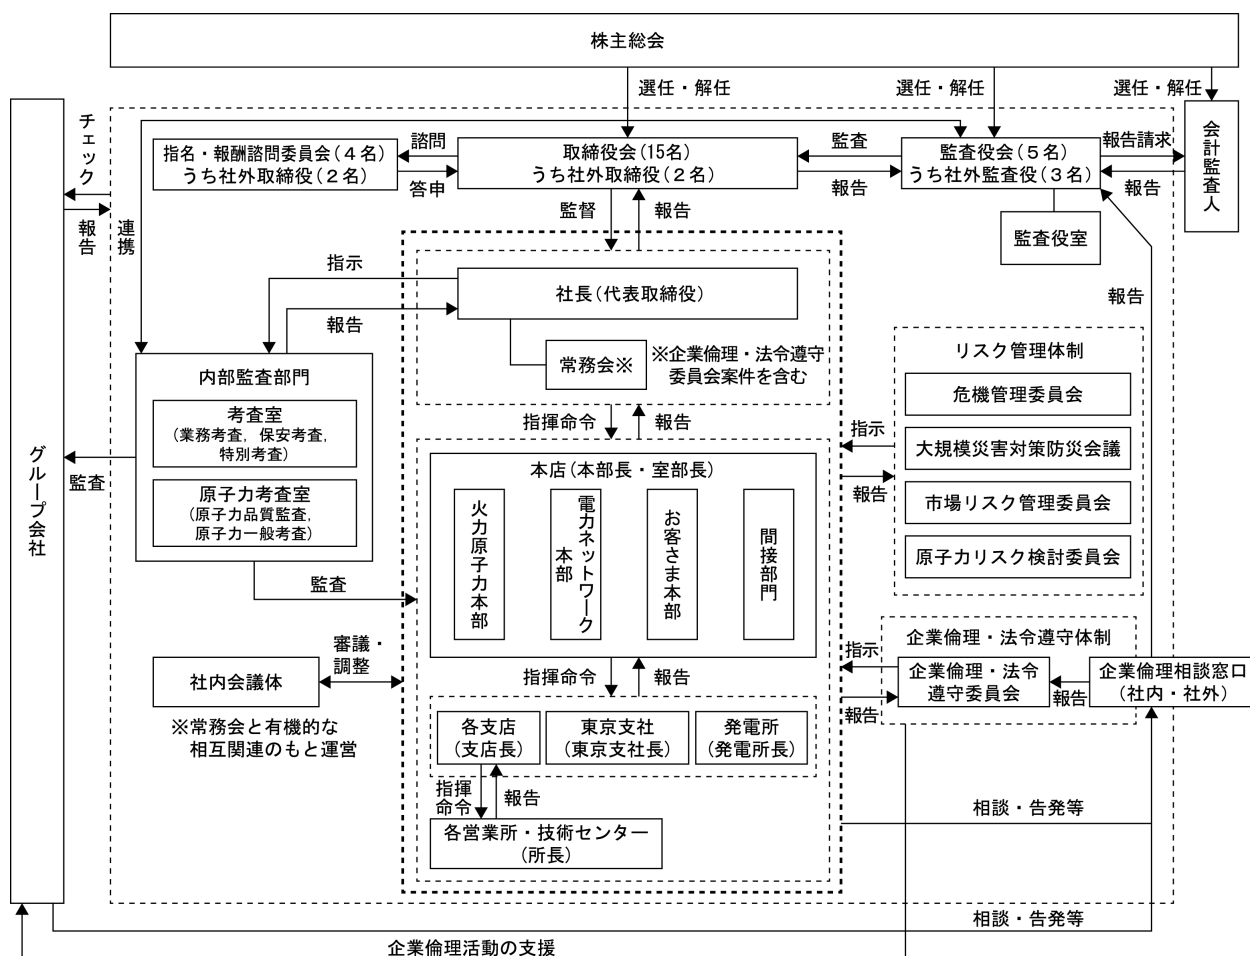 株主総会
選任・解任
選任・解任
選任・解任
チェック
報告
連携
指名・報酬諮問委員会(4名)
うち社外取締役(2名)
諮問
答申
取締役会(15名)
うち社外取締役(2名)
監査
報告
監査役会(5名)
うち社外監査役(3名)
報告請求
報告
会計監査人
監督
報告
監査役室
指示
報告
社長(代表取締役)
常務会※
※企業倫理・法令遵守
委員会案件を含む
報告
内部監査部門
考査室
(業務考査，保安考査，
特別考査)
原子力考査室
(原子力品質監査，
原子力一般考査)
グループ会社
監査
監査
指揮命令
報告
本店(本部長・室部長)
火力原子力本部
電力ネットワーク
本部
お客さま本部
間接部門
リスク管理体制
危機管理委員会
大規模災害対策防災会議
市場リスク管理委員会
原子力リスク検討委員会
指示
報告
審議・
調整
社内会議体
※常務会と有機的な
相互関連のもと運営
指揮命令
報告
各支店
(支店長)
東京支社
(東京支社長)
発電所
(発電所長)
指揮
命令
報告
各営業所・技術センター
(所長)
企業倫理・法令遵守体制
指示
報告
企業倫理・法令
遵守委員会
報告
企業倫理相談窓口
(社内・社外)
相談・告発等
相談・告発等
企業倫理活動の支援